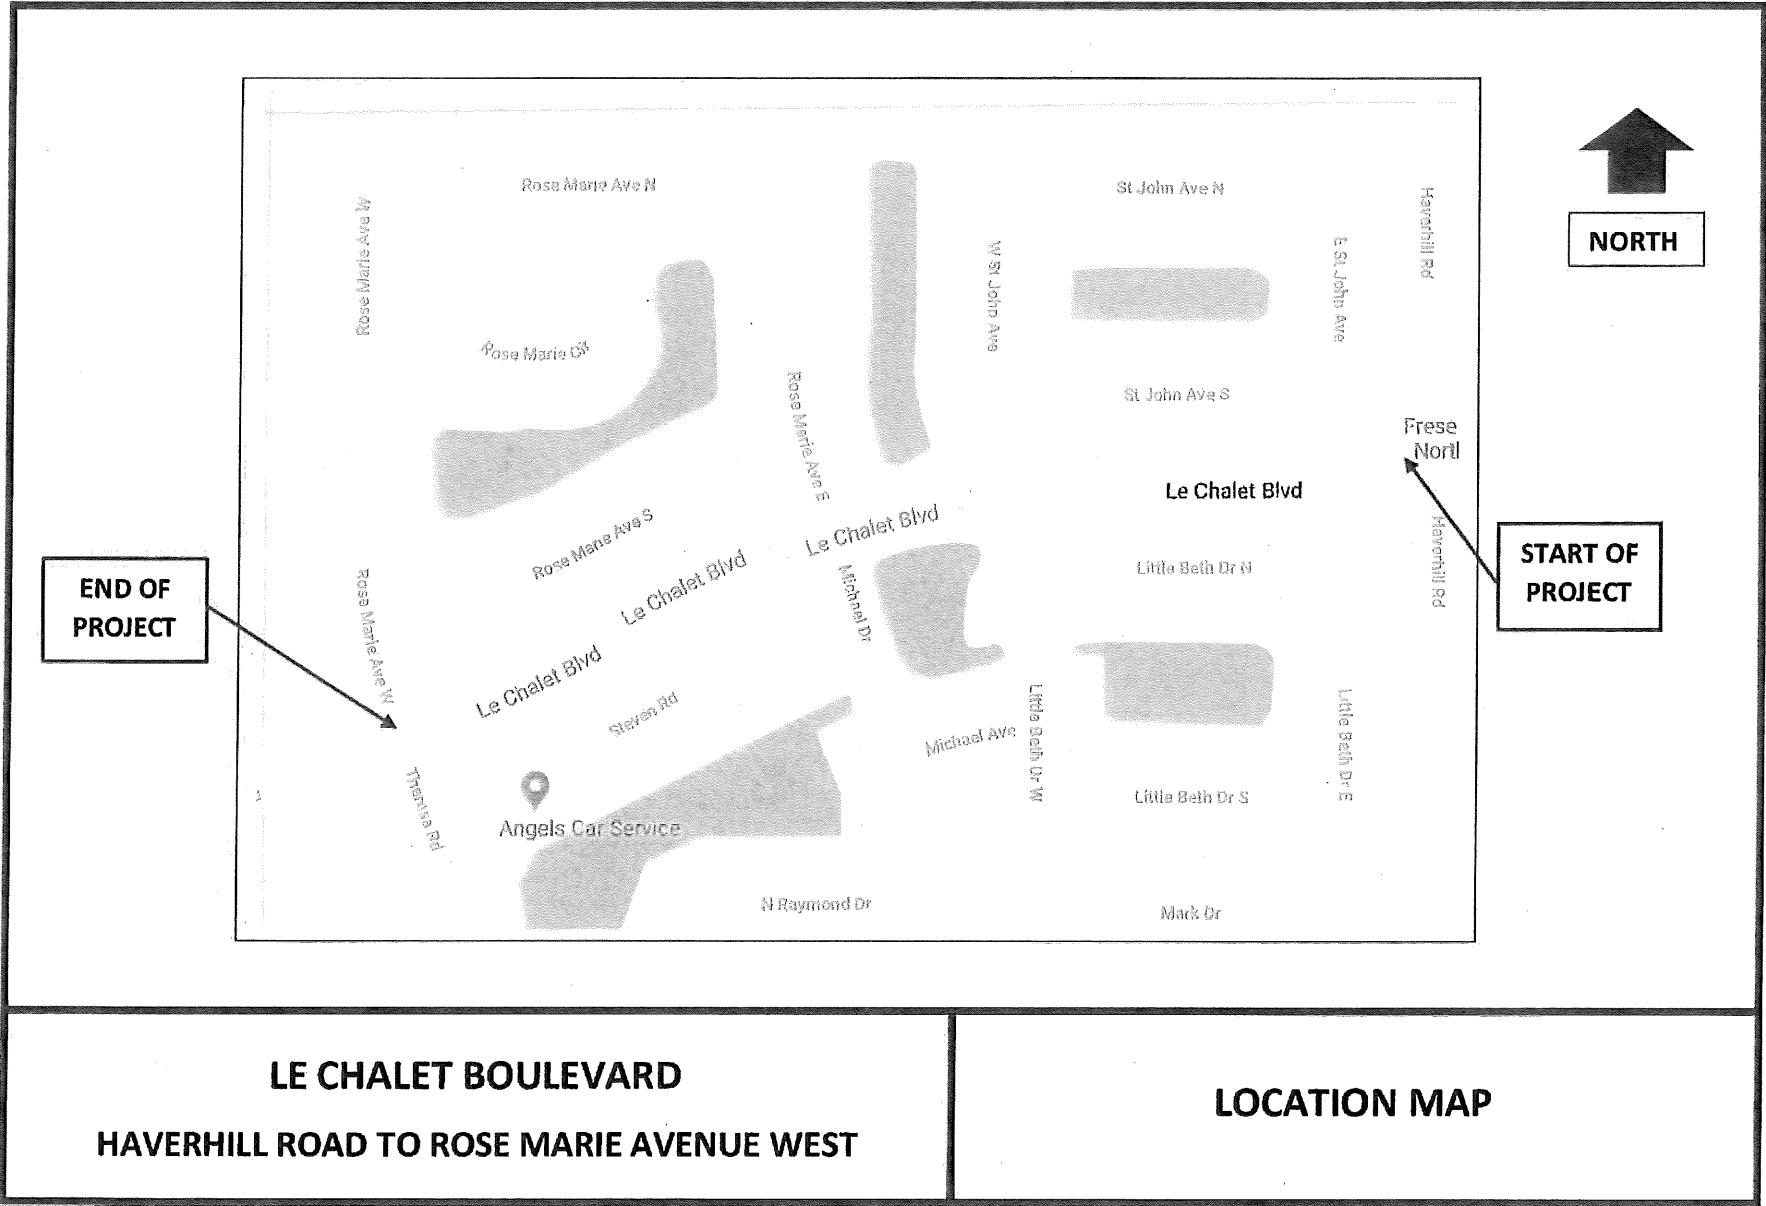 Rose Marie Ave N
St John Ave N
Haverhill Rd
Rose Marie Ave W
NORTH
W St John Ave
E St John Ave
Rose Marie Cir
Rose Marie Ave E
St John Ave S
Frese
Nortl
Le Chalet Blvd
Le Chalet Blvd
Rose Marie Ave S
Haverhill Rd
START OF
PROJECT
Le Chalet Blvd
Michael Dr
Little Beth Dr N
END OF
PROJECT
Rose Marie Ave W
Le Chalet Blvd
Steven Rd
Michael Ave
Little Beth Dr W
Little Beth Dr E
Theresa Rd
Little Beth Dr S
Angels Car Service
N Raymond Dr
Mark Dr
LE CHALET BOULEVARD
HAVERHILL ROAD TO ROSE MARIE AVENUE WEST
LOCATION MAP